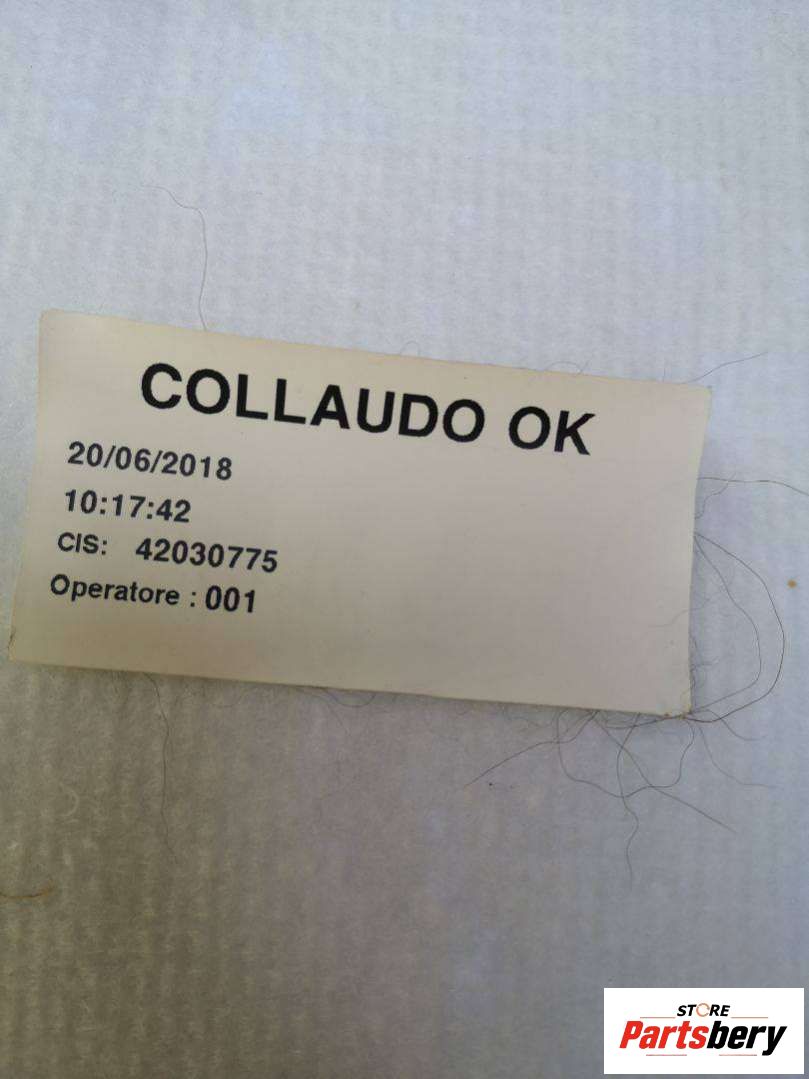 COLLAUDO OK
20/06/2018
10:17:42
CIS: 42030775
Operatore : 001
STORE
Partsbery